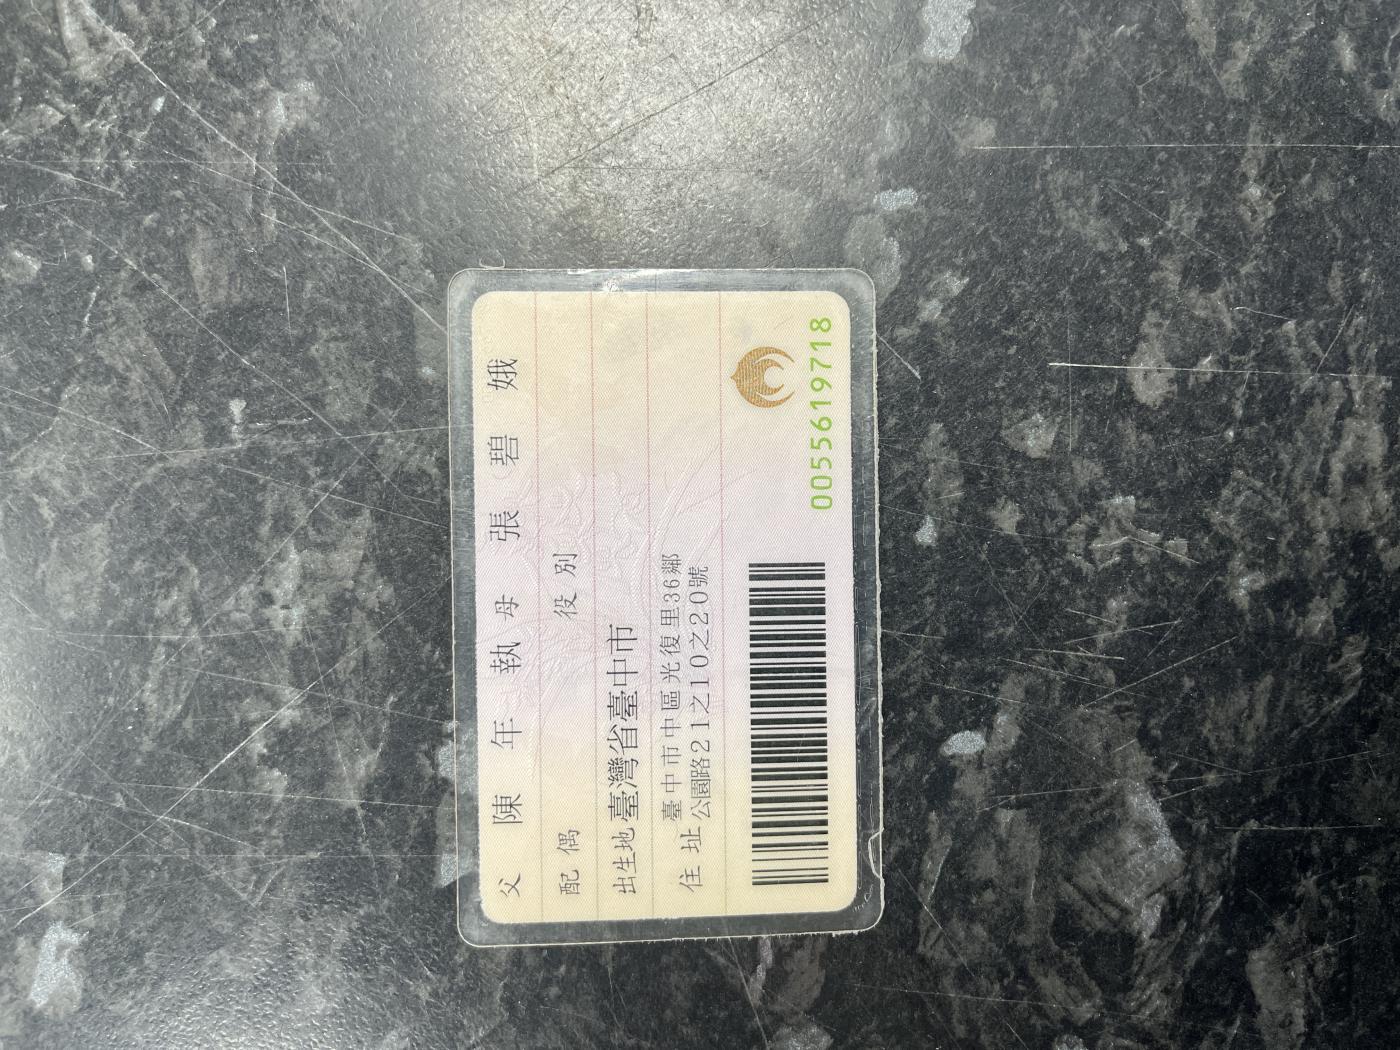 父 陳年執 母 張碧娥
配偶 役別
出生地 臺灣省臺中市
住址 臺中市中區光復里36鄰
公園路21之10之20號
0055619718